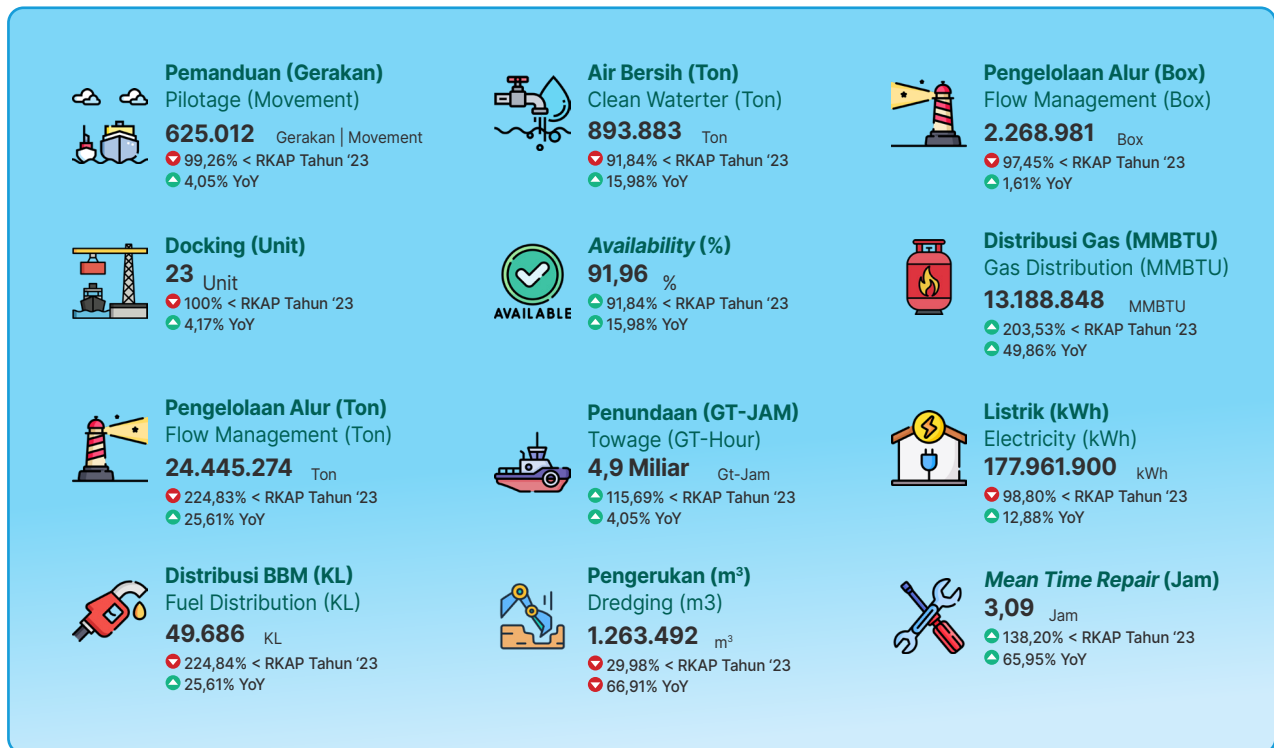 Pemanduan (Gerakan)
Pilotage (Movement)
625.012 Gerakan | Movement
99,26% < RKAP Tahun ‘23
4,05% YoY
Air Bersih (Ton)
Clean Waterter (Ton)
893.883 Ton
91,84% < RKAP Tahun ‘23
15,98% YoY
Pengelolaan Alur (Box)
Flow Management (Box)
2.268.981 Box
97,45% < RKAP Tahun ‘23
1,61% YoY
Docking (Unit)
23 Unit
100% < RKAP Tahun ‘23
4,17% YoY
AVAILABLE
Availability (%)
91,96 %
91,84% < RKAP Tahun ‘23
15,98% YoY
Distribusi Gas (MMBTU)
Gas Distribution (MMBTU)
13.188.848 MMBTU
203,53% < RKAP Tahun ‘23
49,86% YoY
Pengelolaan Alur (Ton)
Flow Management (Ton)
24.445.274 Ton
224,83% < RKAP Tahun ‘23
25,61% YoY
Penundaan (GT-JAM)
Towage (GT-Hour)
4,9 Miliar Gt-Jam
115,69% < RKAP Tahun ‘23
4,05% YoY
Listrik (kWh)
Electricity (kWh)
177.961.900 kWh
98,80% < RKAP Tahun ‘23
12,88% YoY
Distribusi BBM (KL)
Fuel Distribution (KL)
49.686 KL
224,84% < RKAP Tahun ‘23
25,61% YoY
Pengerukan (m³)
Dredging (m3)
1.263.492 m³
29,98% < RKAP Tahun ‘23
66,91% YoY
Mean Time Repair (Jam)
3,09 Jam
138,20% < RKAP Tahun ‘23
65,95% YoY